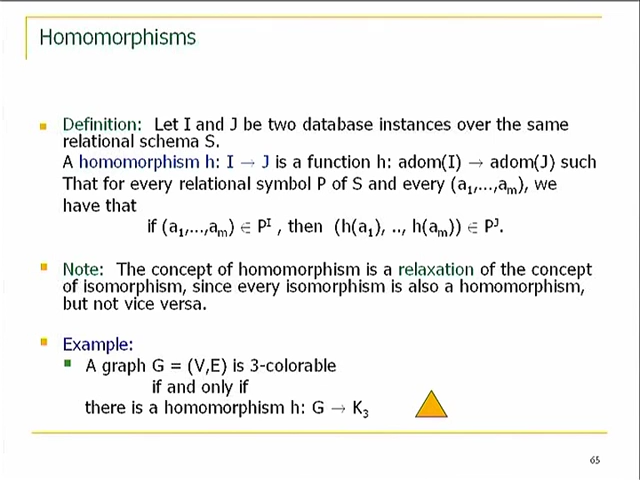 Homomorphisms
Definition: Let I and J be two database instances over the same
relational schema S.
A homomorphism h: I → J is a function h: adom(I) → adom(J) such
That for every relational symbol P of S and every (a₁,...,aₘ), we
have that
if (a₁,...,aₘ) ∈ Pᴵ , then (h(a₁), .., h(aₘ)) ∈ Pᴶ.
Note: The concept of homomorphism is a relaxation of the concept
of isomorphism, since every isomorphism is also a homomorphism,
but not vice versa.
Example:
A graph G = (V,E) is 3-colorable
if and only if
there is a homomorphism h: G → K₃
65